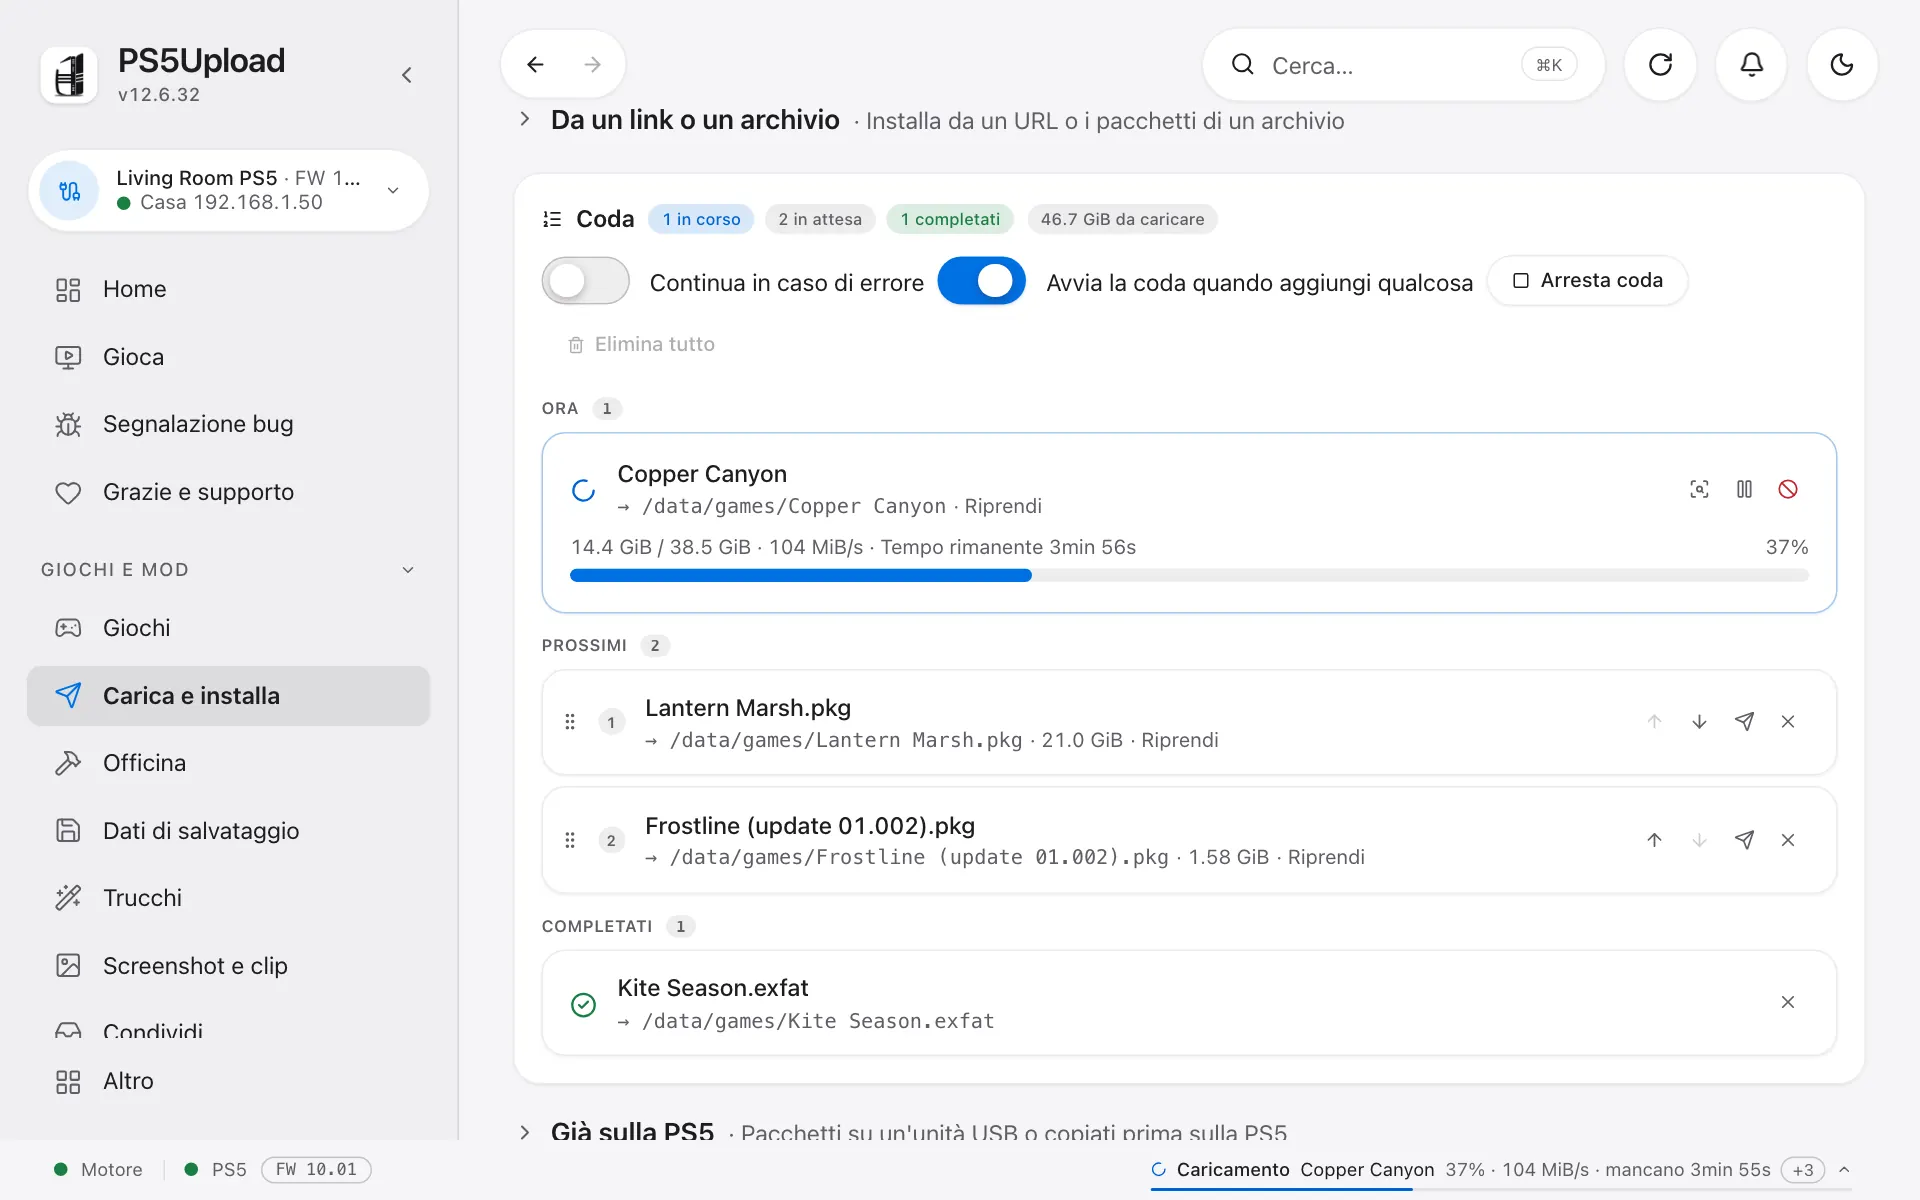 PS5Upload
v12.6.32
Living Room PS5 · FW 1...
Casa 192.168.1.50
Home
Gioca
Segnalazione bug
Grazie e supporto
GIOCHI E MOD
Giochi
Carica e installa
Officina
Dati di salvataggio
Trucchi
Screenshot e clip
Condividi
Altro
Cerca... ⌘K
Da un link o un archivio · Installa da un URL o i pacchetti di un archivio
Coda 1 in corso 2 in attesa 1 completati 46.7 GiB da caricare
Continua in caso di errore Avvia la coda quando aggiungi qualcosa Arresta coda
Elimina tutto
ORA 1
Copper Canyon
→ /data/games/Copper Canyon · Riprendi
14.4 GiB / 38.5 GiB · 104 MiB/s · Tempo rimanente 3min 56s 37%
PROSSIMI 2
1 Lantern Marsh.pkg
→ /data/games/Lantern Marsh.pkg · 21.0 GiB · Riprendi
2 Frostline (update 01.002).pkg
→ /data/games/Frostline (update 01.002).pkg · 1.58 GiB · Riprendi
COMPLETATI 1
Kite Season.exfat
→ /data/games/Kite Season.exfat
Già sulla PS5 · Pacchetti su un'unità USB o copiati prima sulla PS5
Motore PS5 FW 10.01
Caricamento Copper Canyon 37% · 104 MiB/s · mancano 3min 55s +3